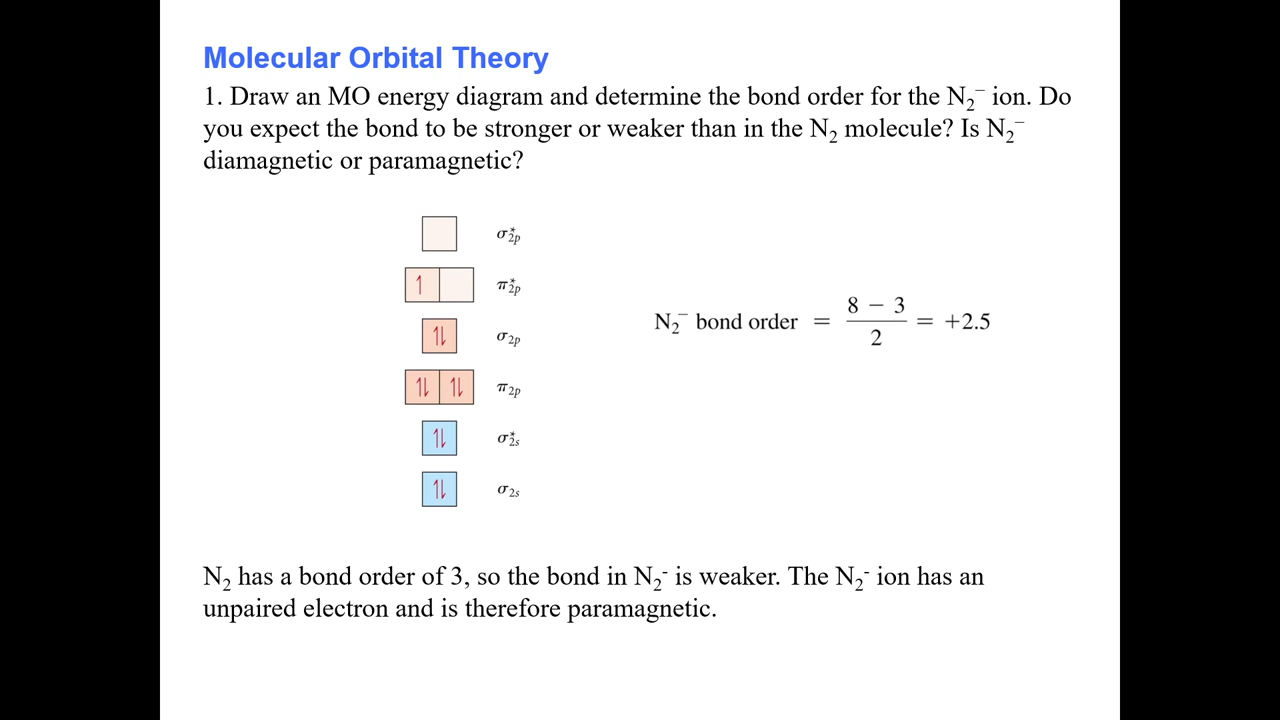 Molecular Orbital Theory
1. Draw an MO energy diagram and determine the bond order for the N₂⁻ ion. Do
you expect the bond to be stronger or weaker than in the N₂ molecule? Is N₂⁻
diamagnetic or paramagnetic?
σ*2p
↿ π*2p
↿⇂ σ2p
↿⇂ ↿⇂ π2p
↿⇂ σ*2s
↿⇂ σ2s
N₂⁻ bond order = (8 − 3)/2 = +2.5
N₂ has a bond order of 3, so the bond in N₂⁻ is weaker. The N₂⁻ ion has an
unpaired electron and is therefore paramagnetic.